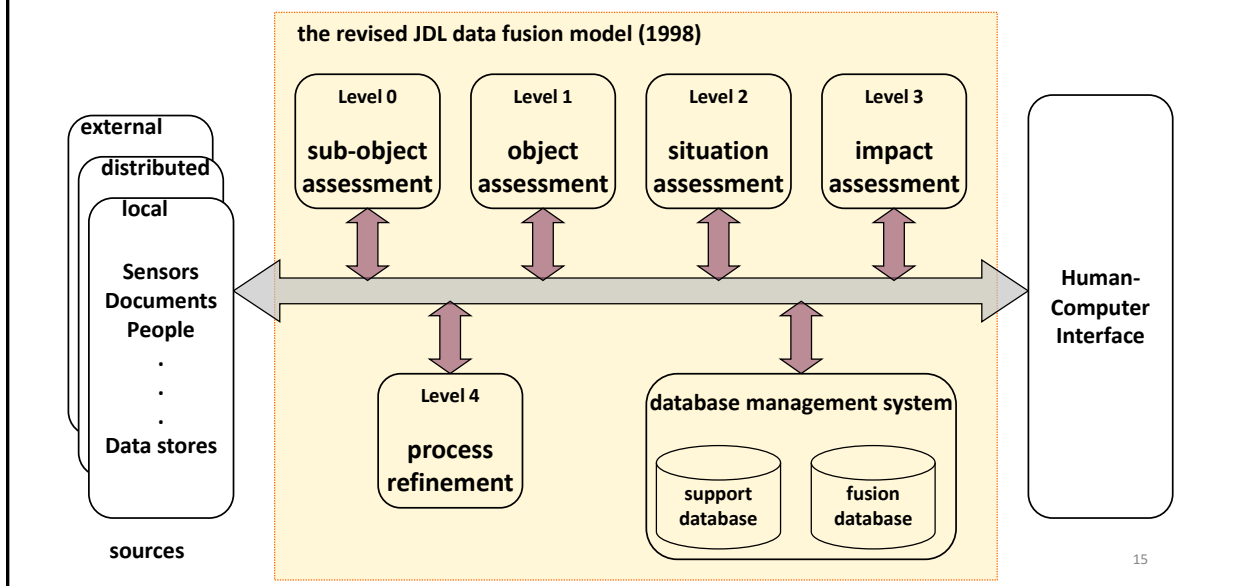 the revised JDL data fusion model (1998)
external
distributed
local
Sensors
Documents
People
.
.
.
Data stores
sources
Level 0
sub-object
assessment
Level 1
object
assessment
Level 2
situation
assessment
Level 3
impact
assessment
Level 4
process
refinement
database management system
support
database
fusion
database
Human-
Computer
Interface
15